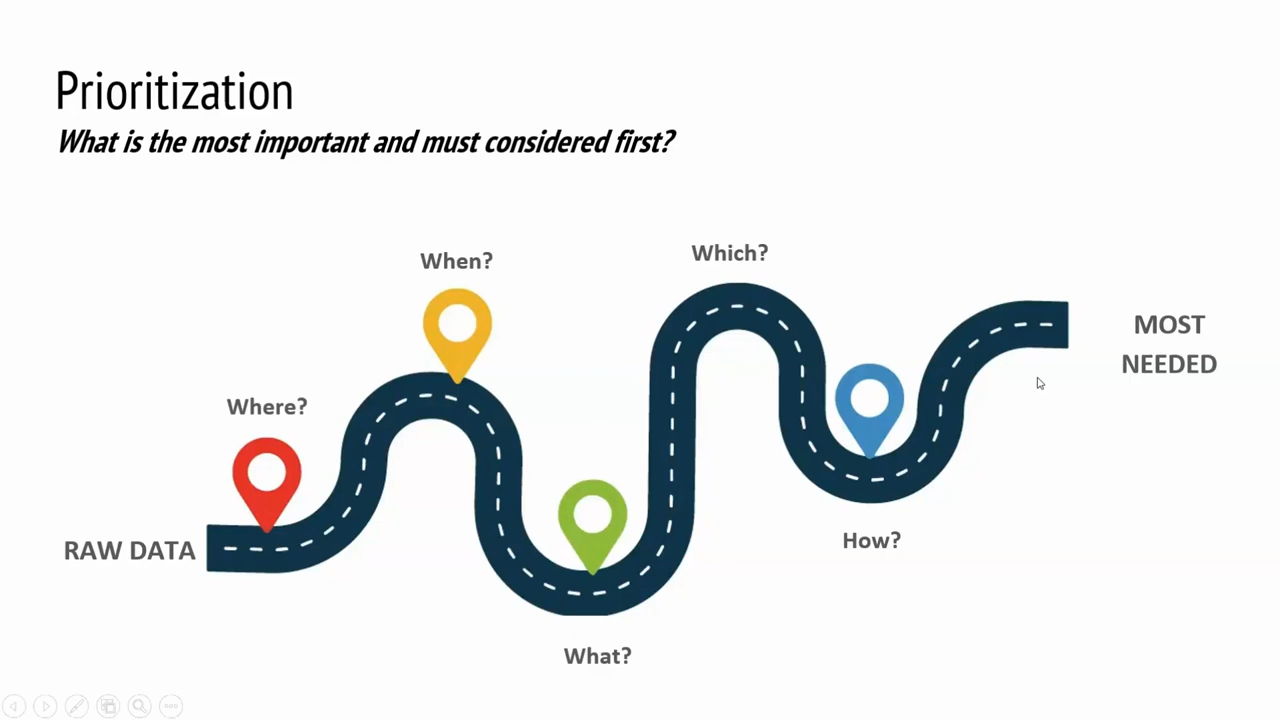 Prioritization
What is the most important and must considered first?
Which?
When?
MOST
NEEDED
Where?
How?
RAW DATA
What?